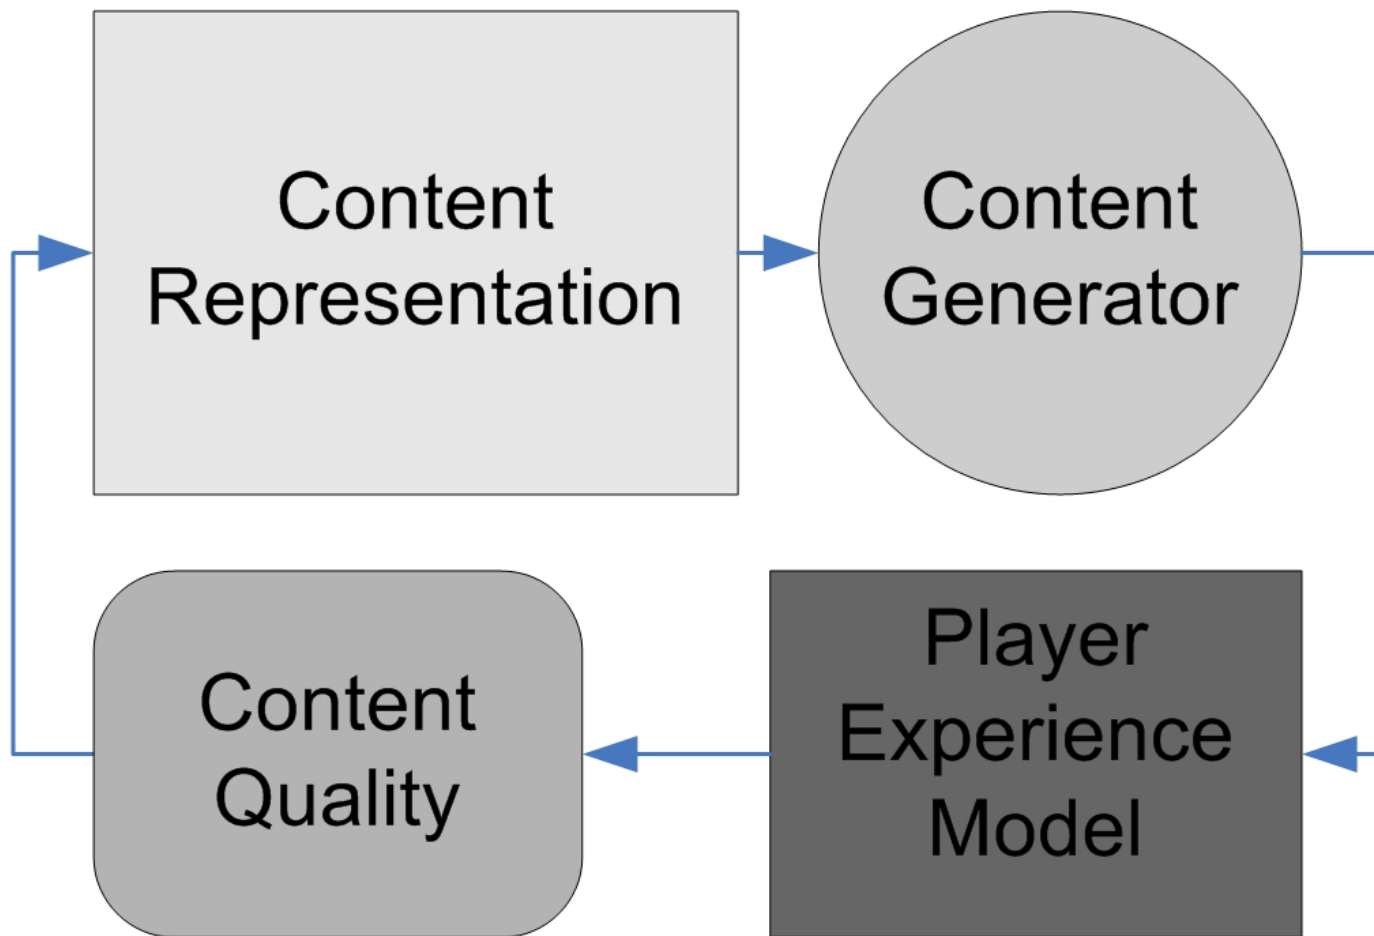 Content
Representation
Content
Generator
Content
Quality
Player
Experience
Model